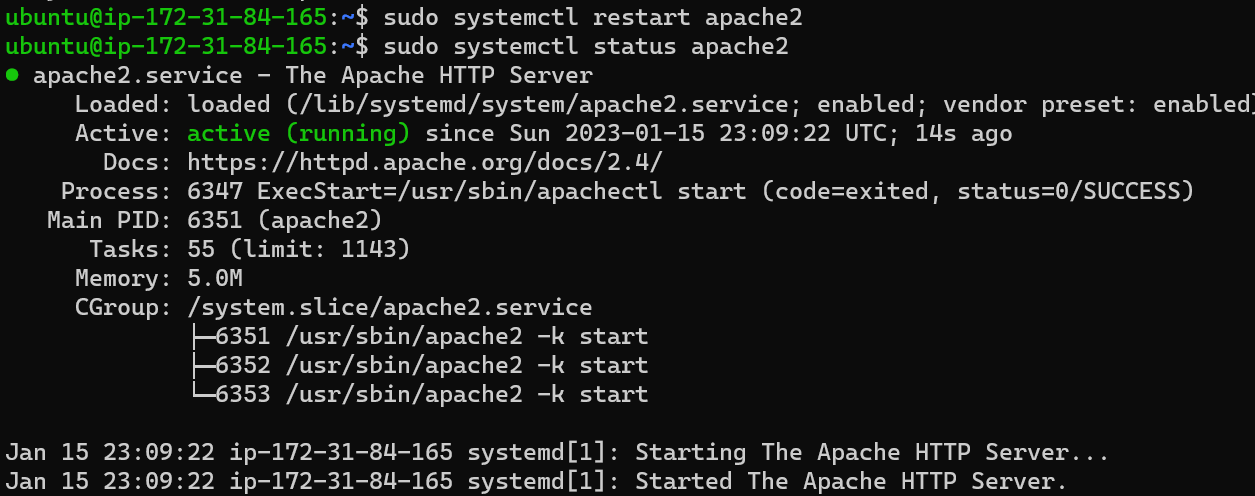 ubuntu@ip-172-31-84-165:~$ sudo systemctl restart apache2
ubuntu@ip-172-31-84-165:~$ sudo systemctl status apache2
● apache2.service - The Apache HTTP Server
     Loaded: loaded (/lib/systemd/system/apache2.service; enabled; vendor preset: enabled)
     Active: active (running) since Sun 2023-01-15 23:09:22 UTC; 14s ago
       Docs: https://httpd.apache.org/docs/2.4/
    Process: 6347 ExecStart=/usr/sbin/apachectl start (code=exited, status=0/SUCCESS)
   Main PID: 6351 (apache2)
      Tasks: 55 (limit: 1143)
     Memory: 5.0M
     CGroup: /system.slice/apache2.service
             ├─6351 /usr/sbin/apache2 -k start
             ├─6352 /usr/sbin/apache2 -k start
             └─6353 /usr/sbin/apache2 -k start
Jan 15 23:09:22 ip-172-31-84-165 systemd[1]: Starting The Apache HTTP Server...
Jan 15 23:09:22 ip-172-31-84-165 systemd[1]: Started The Apache HTTP Server.